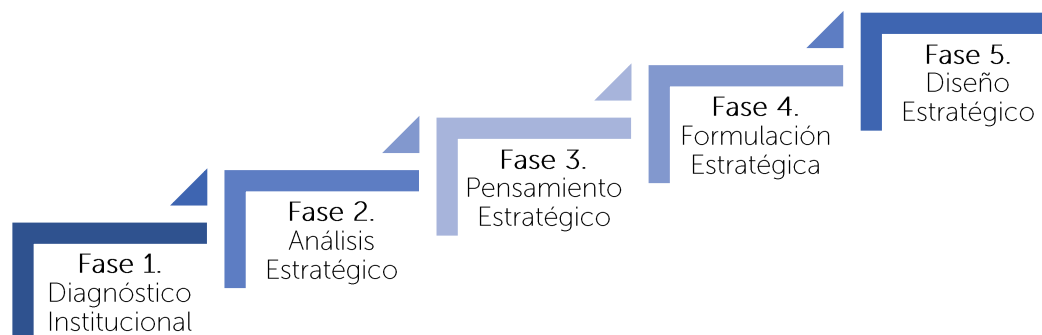 Fase 1.
Diagnóstico
Institucional
Fase 2.
Análisis
Estratégico
Fase 3.
Pensamiento
Estratégico
Fase 4.
Formulación
Estratégica
Fase 5.
Diseño
Estratégico